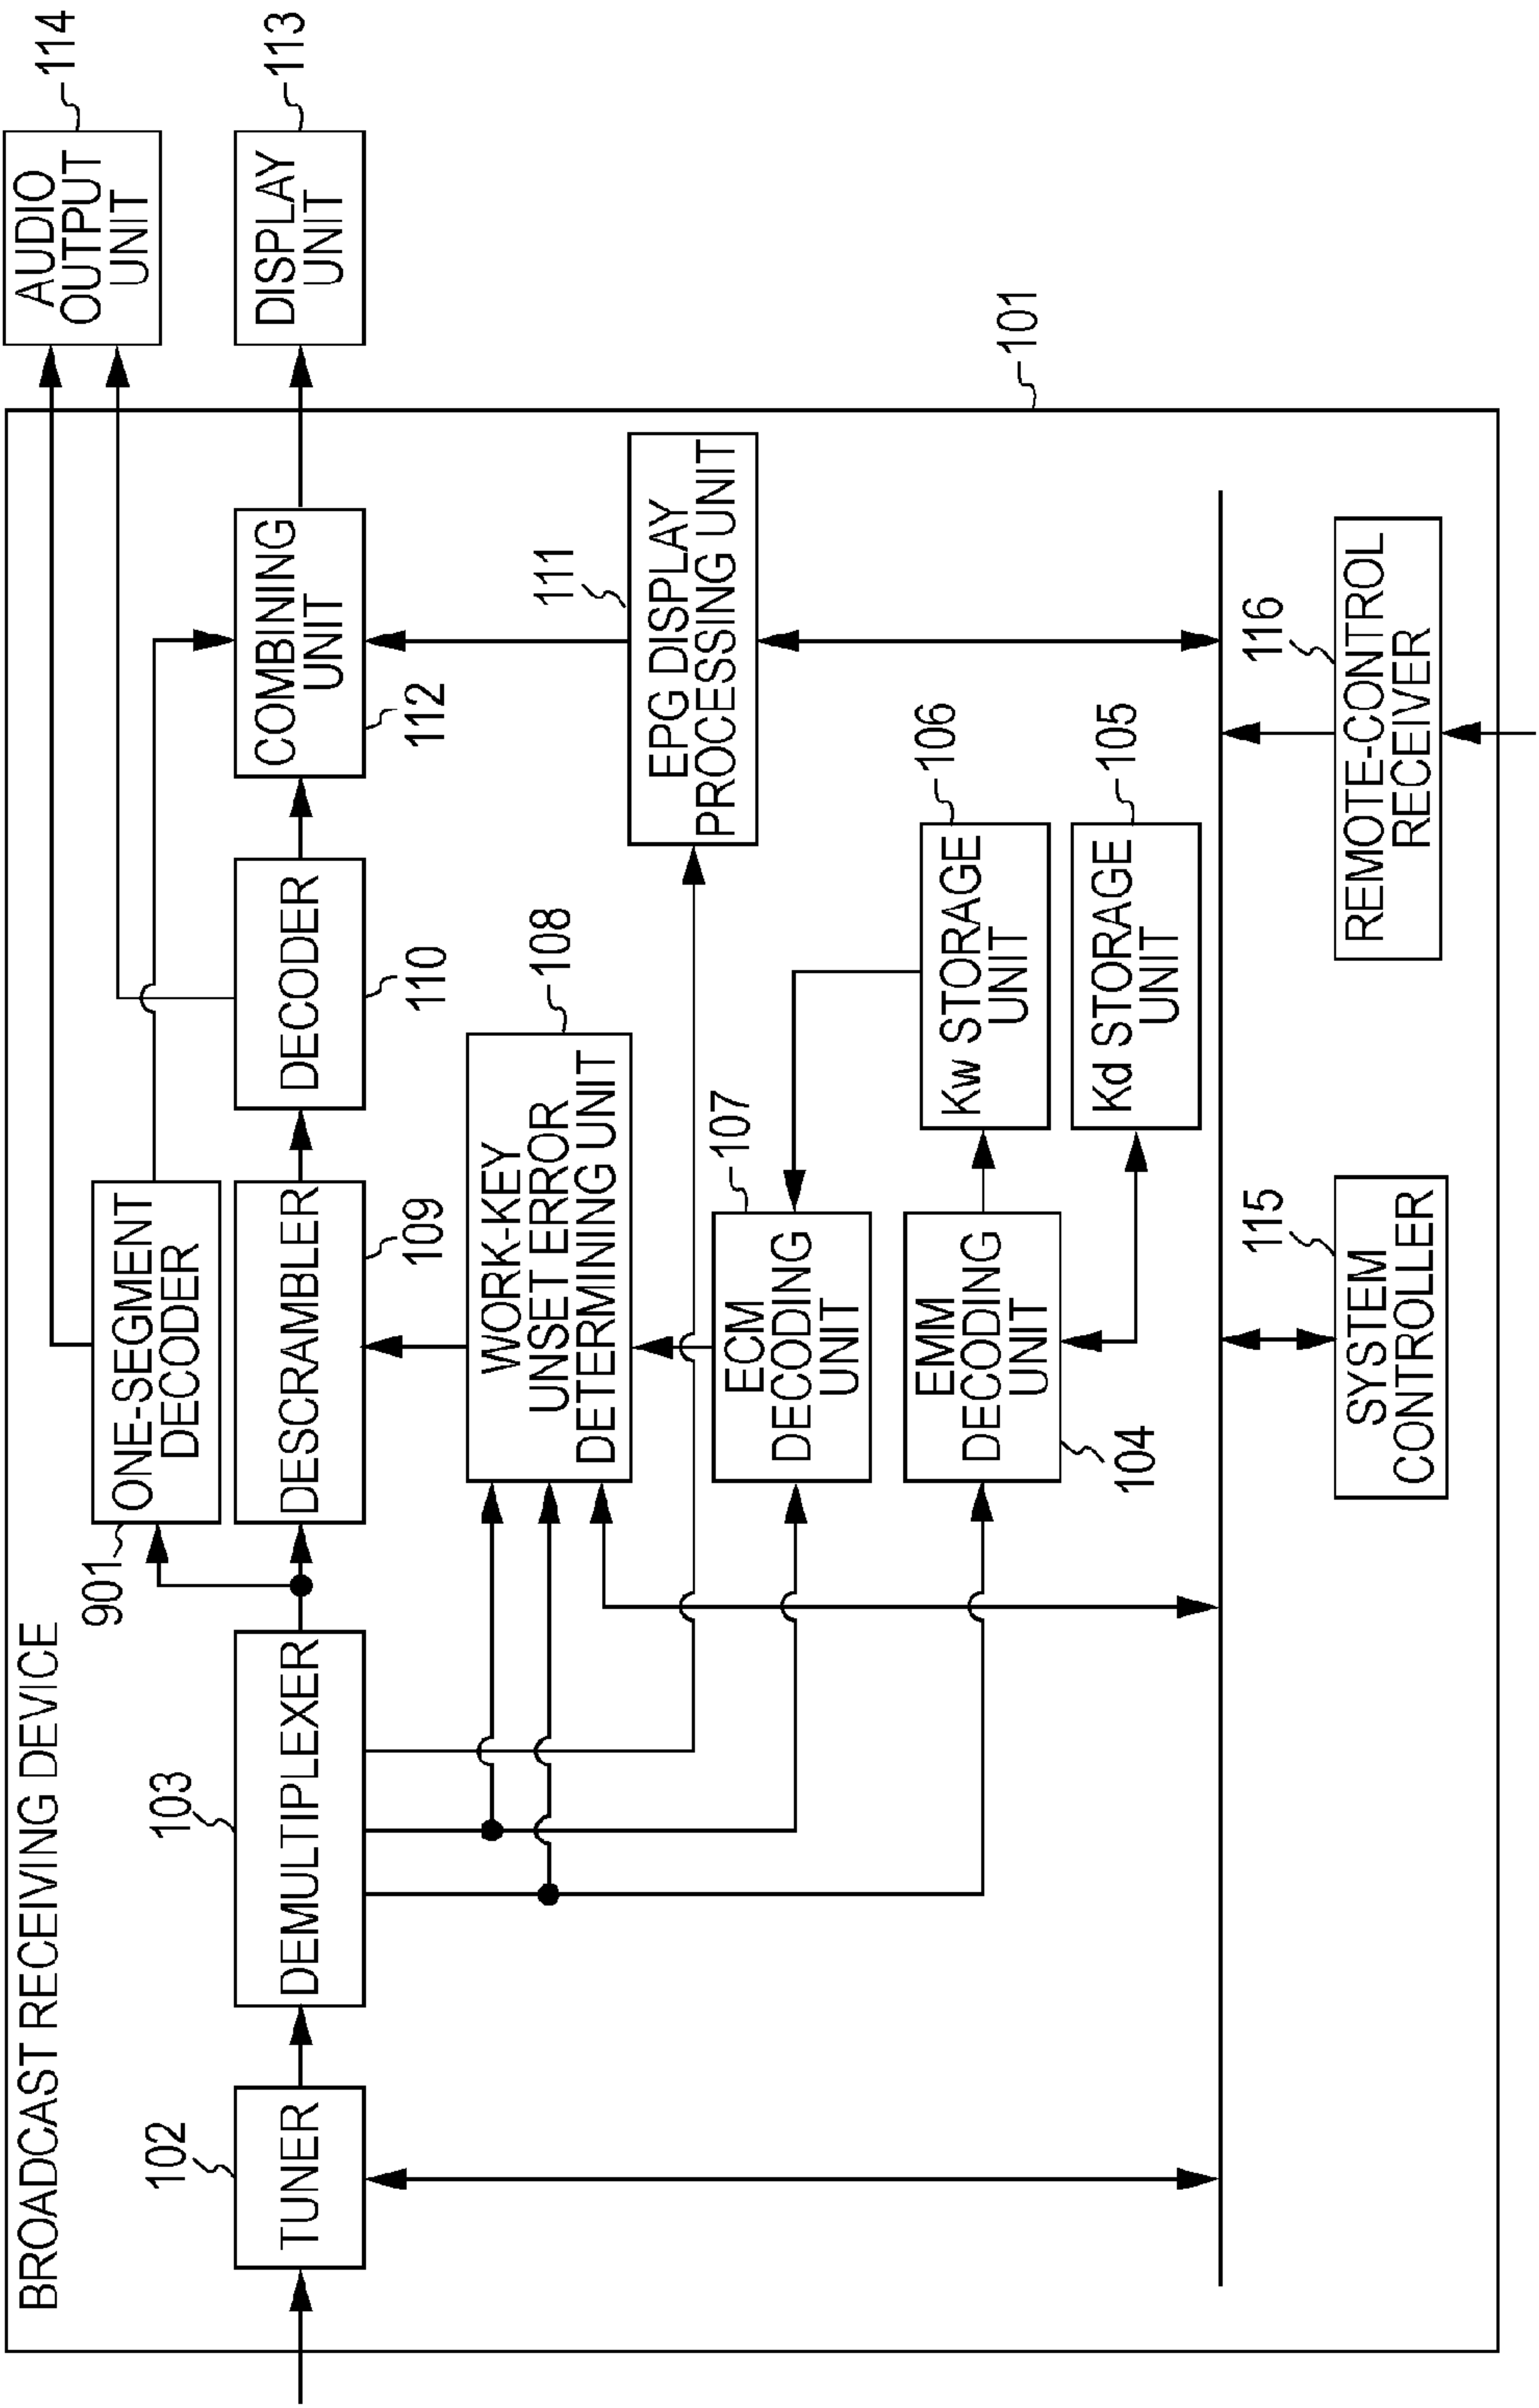 BROADCAST RECEIVING DEVICE
101
102
TUNER
103
DEMULTIPLEXER
901
ONE-SEGMENT
DECODER
DESCRAMBLER
109
DECODER
110
COMBINING
UNIT
112
AUDIO
OUTPUT
UNIT
114
DISPLAY
UNIT
113
WORK-KEY
UNSET ERROR
DETERMINING UNIT
108
EPG DISPLAY
PROCESSING UNIT
111
ECM
DECODING
UNIT
107
EMM
DECODING
UNIT
104
Kw STORAGE
UNIT
106
Kd STORAGE
UNIT
105
SYSTEM
CONTROLLER
115
REMOTE-CONTROL
RECEIVER
116